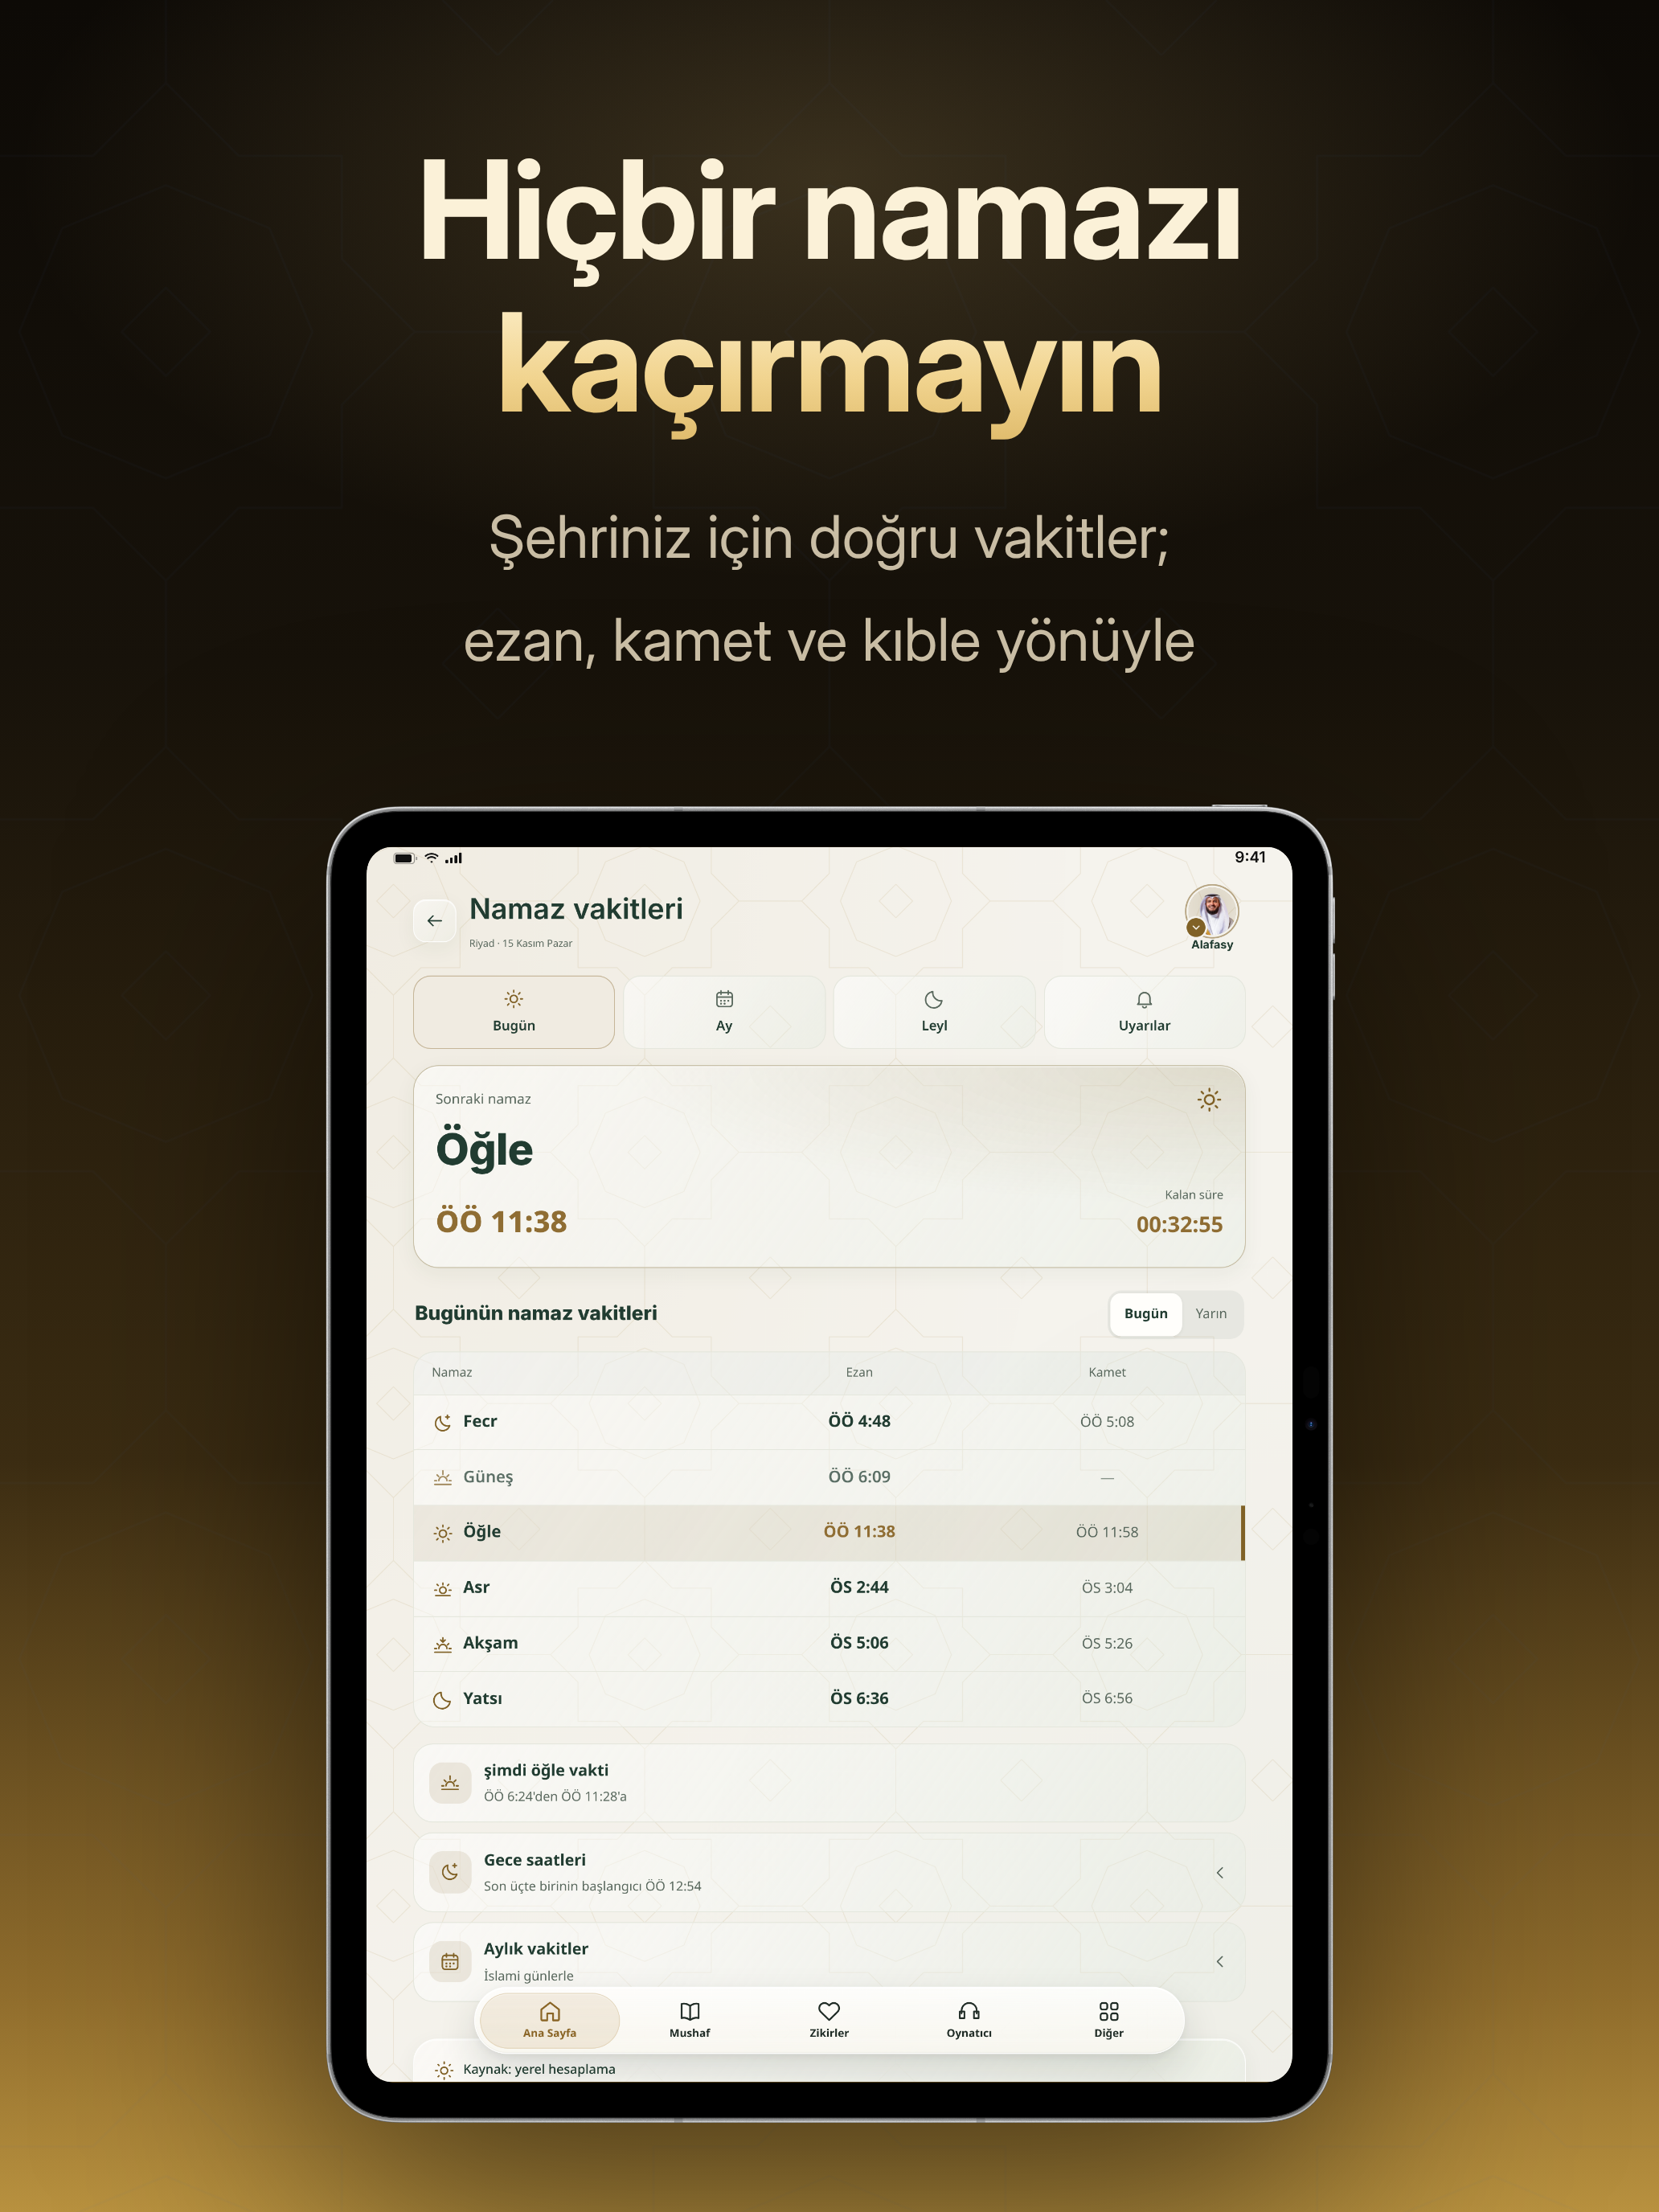 Hiçbir namazı
kaçırmayın
Şehriniz için doğru vakitler;
ezan, kamet ve kıble yönüyle
9:41
Namaz vakitleri
Riyad · 15 Kasım Pazar
Alafasy
Bugün
Ay
Leyl
Uyarılar
Sonraki namaz
Öğle
ÖÖ 11:38
Kalan süre
00:32:55
Bugünün namaz vakitleri
Bugün
Yarın
Namaz Ezan Kamet
Fecr ÖÖ 4:48 ÖÖ 5:08
Güneş ÖÖ 6:09 —
Öğle ÖÖ 11:38 ÖÖ 11:58
Asr ÖS 2:44 ÖS 3:04
Akşam ÖS 5:06 ÖS 5:26
Yatsı ÖS 6:36 ÖS 6:56
şimdi öğle vakti
ÖÖ 6:24'den ÖÖ 11:28'a
Gece saatleri
Son üçte birinin başlangıcı ÖÖ 12:54
Aylık vakitler
İslami günlerle
Ana Sayfa
Mushaf
Zikirler
Oynatıcı
Diğer
Kaynak: yerel hesaplama